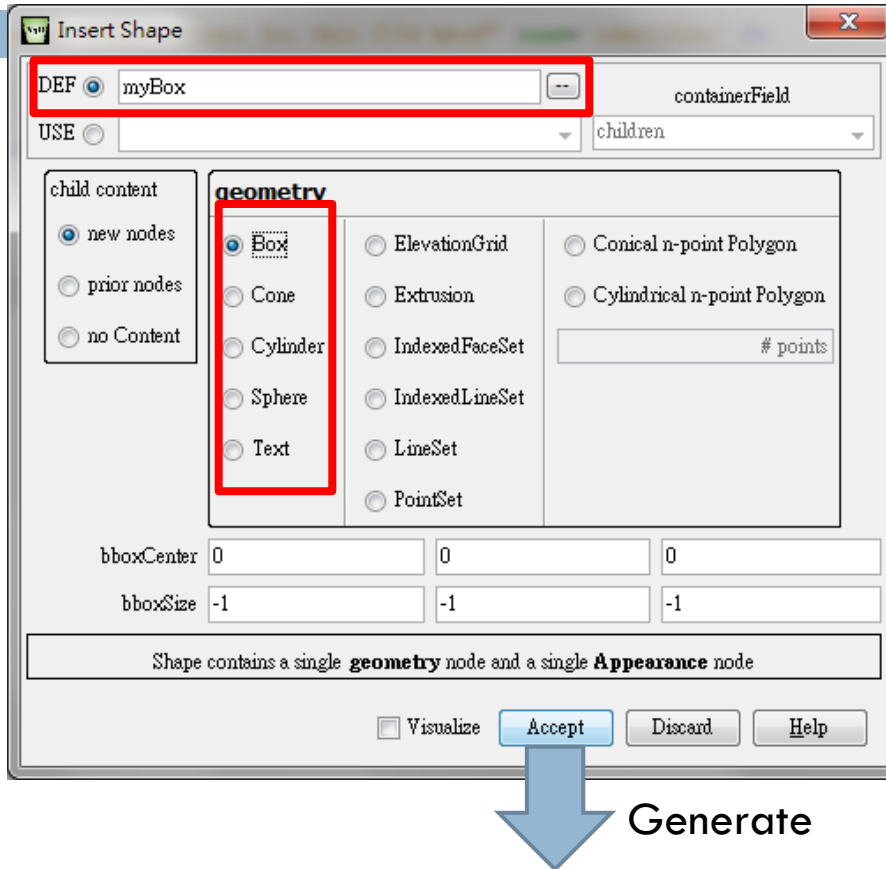 Insert Shape
DEF myBox --
containerField
USE children
child content
new nodes
prior nodes
no Content
geometry
Box
Cone
Cylinder
Sphere
Text
ElevationGrid
Extrusion
IndexedFaceSet
IndexedLineSet
LineSet
PointSet
Conical n-point Polygon
Cylindrical n-point Polygon
# points
bboxCenter 0 0 0
bboxSize -1 -1 -1
Shape contains a single geometry node and a single Appearance node
Visualize Accept Discard Help
Generate